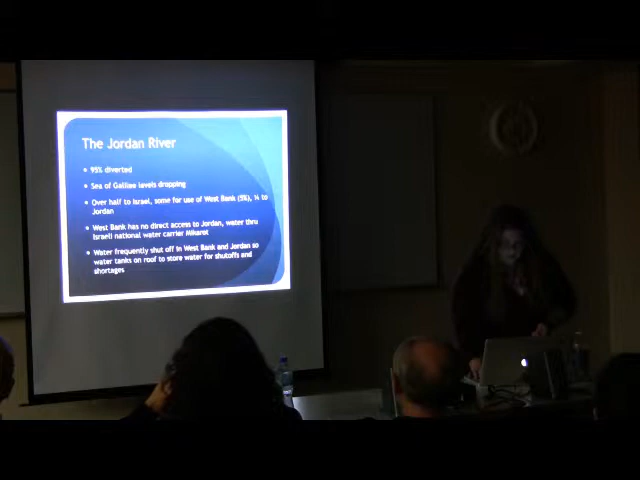 The Jordan River
95% diverted
Sea of Galilee levels dropping
Over half to Israel, some for use of West Bank (5%), ¼ to
Jordan
West Bank has no direct access to Jordan, water thru
Israeli national water carrier Mikarot
Water frequently shut off in West Bank and Jordan so
water tanks on roof to store water for shutoffs and
shortages